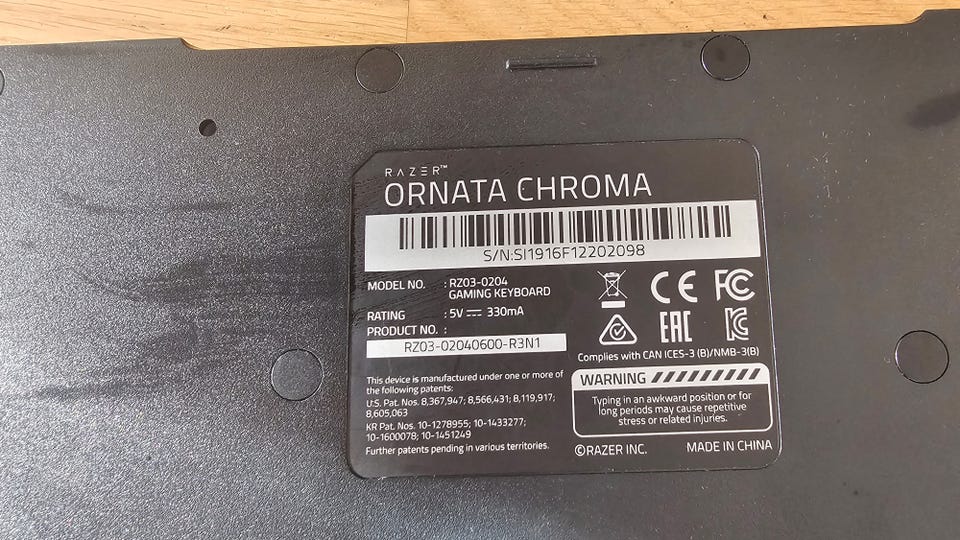 RAZER™
ORNATA CHROMA
S/N:SI1916F12202098
MODEL NO. : RZ03-0204
GAMING KEYBOARD
RATING : 5V ⎓ 330mA
PRODUCT NO. :
RZ03-02040600-R3N1
This device is manufactured under one or more of
the following patents:
U.S. Pat. Nos. 8,367,947; 8,566,431; 8,119,917;
8,605,063
KR Pat. Nos. 10-1278955; 10-1433277;
10-1600078; 10-1451249
Further patents pending in various territories.
CE FC
EAC
Complies with CAN ICES-3 (B)/NMB-3(B)
WARNING
Typing in an awkward position or for
long periods may cause repetitive
stress or related injuries.
©RAZER INC. MADE IN CHINA